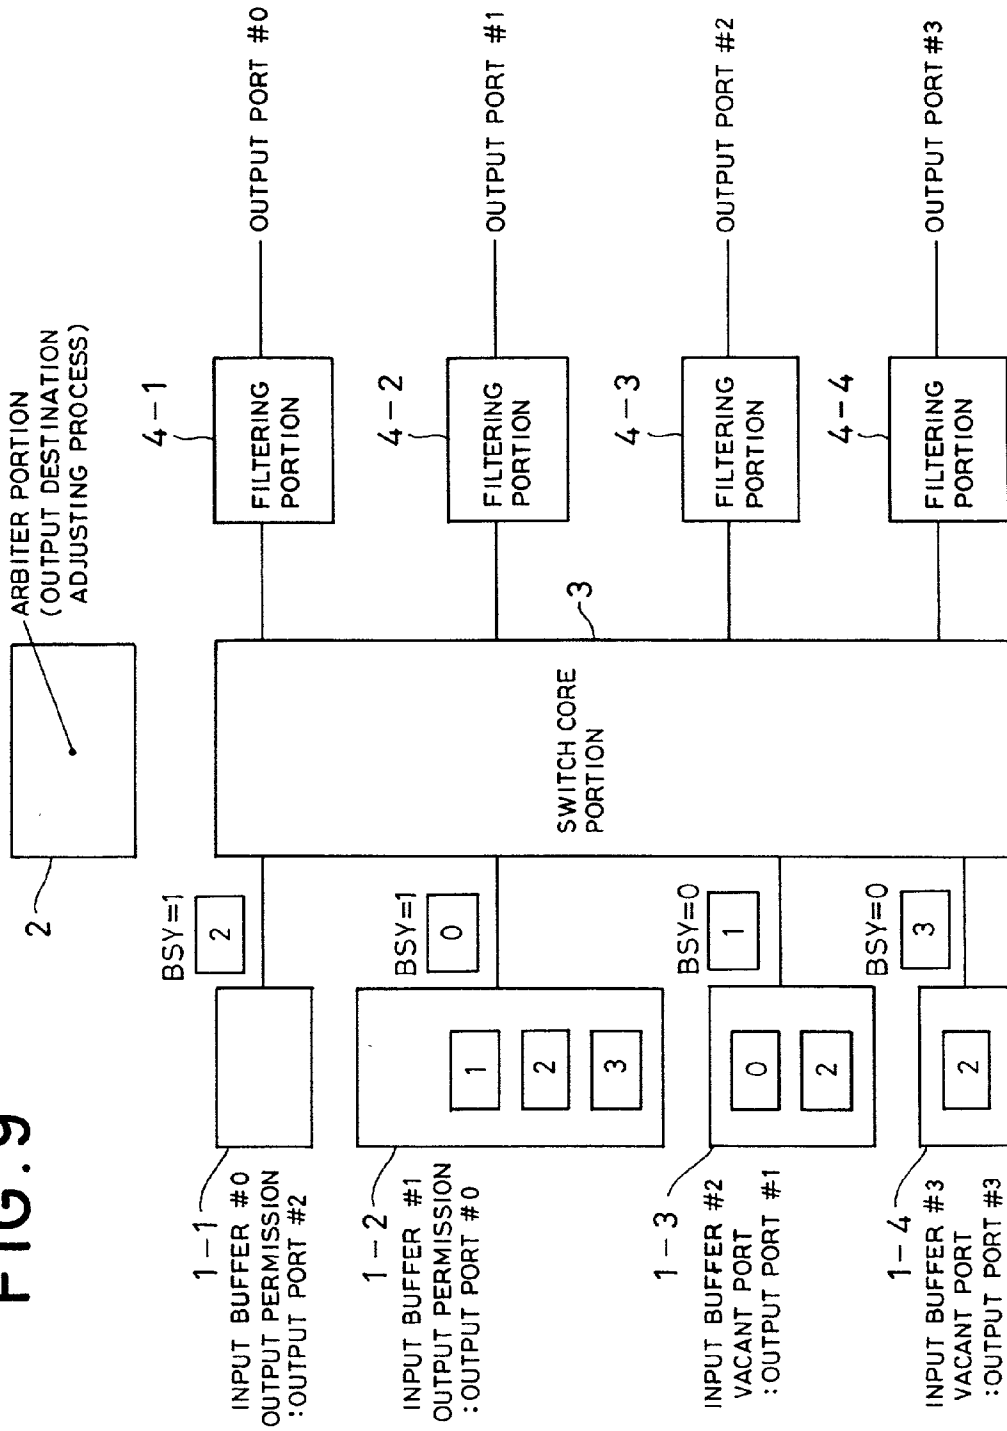 FIG.9
2
ARBITER PORTION
(OUTPUT DESTINATION
ADJUSTING PROCESS)
1-1
INPUT BUFFER #0
OUTPUT PERMISSION
:OUTPUT PORT #2
BSY=1
2
4-1
FILTERING
PORTION
OUTPUT PORT #0
1-2
INPUT BUFFER #1
OUTPUT PERMISSION
:OUTPUT PORT #0
1
2
3
BSY=1
0
4-2
FILTERING
PORTION
OUTPUT PORT #1
SWITCH CORE
PORTION
3
1-3
INPUT BUFFER #2
VACANT PORT
:OUTPUT PORT #1
0
2
BSY=0
1
4-3
FILTERING
PORTION
OUTPUT PORT #2
1-4
INPUT BUFFER #3
VACANT PORT
:OUTPUT PORT #3
2
BSY=0
3
4-4
FILTERING
PORTION
OUTPUT PORT #3